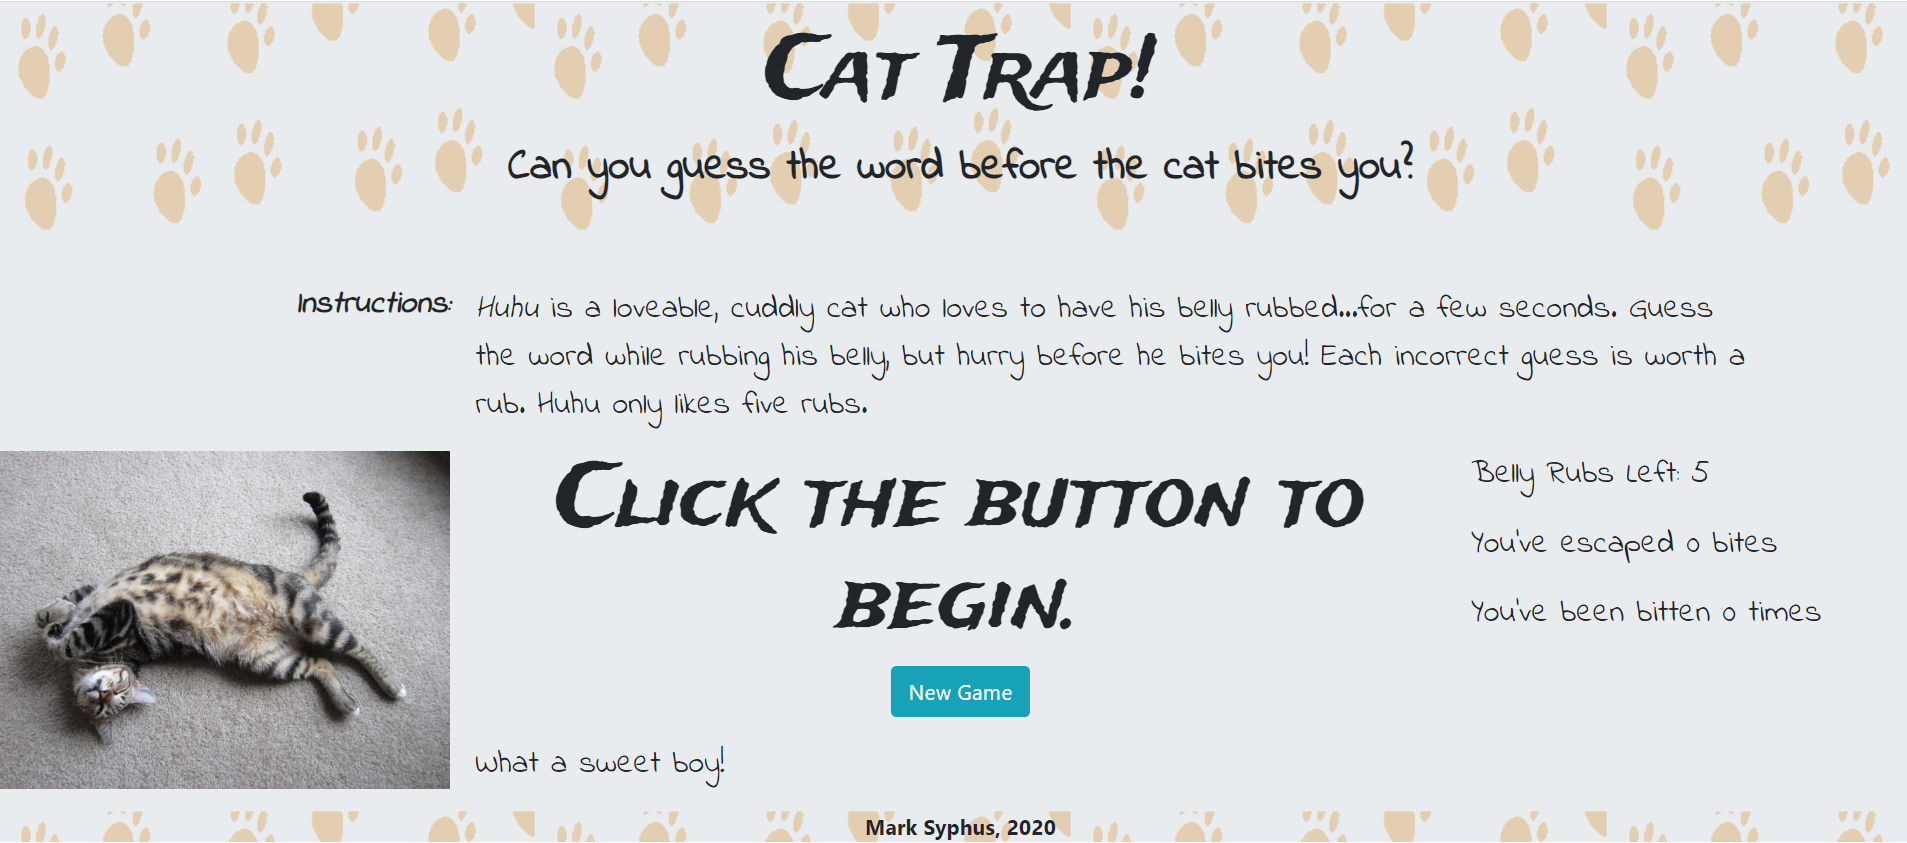 Cat Trap!
Can you guess the word before the cat bites you?
Instructions:
Huhu is a loveable, cuddly cat who loves to have his belly rubbed...for a few seconds. Guess
the word while rubbing his belly, but hurry before he bites you! Each incorrect guess is worth a
rub. Huhu only likes five rubs.
Click the button to
begin.
New Game
What a sweet boy!
Belly Rubs Left: 5
You've escaped 0 bites
You've been bitten 0 times
Mark Syphus, 2020